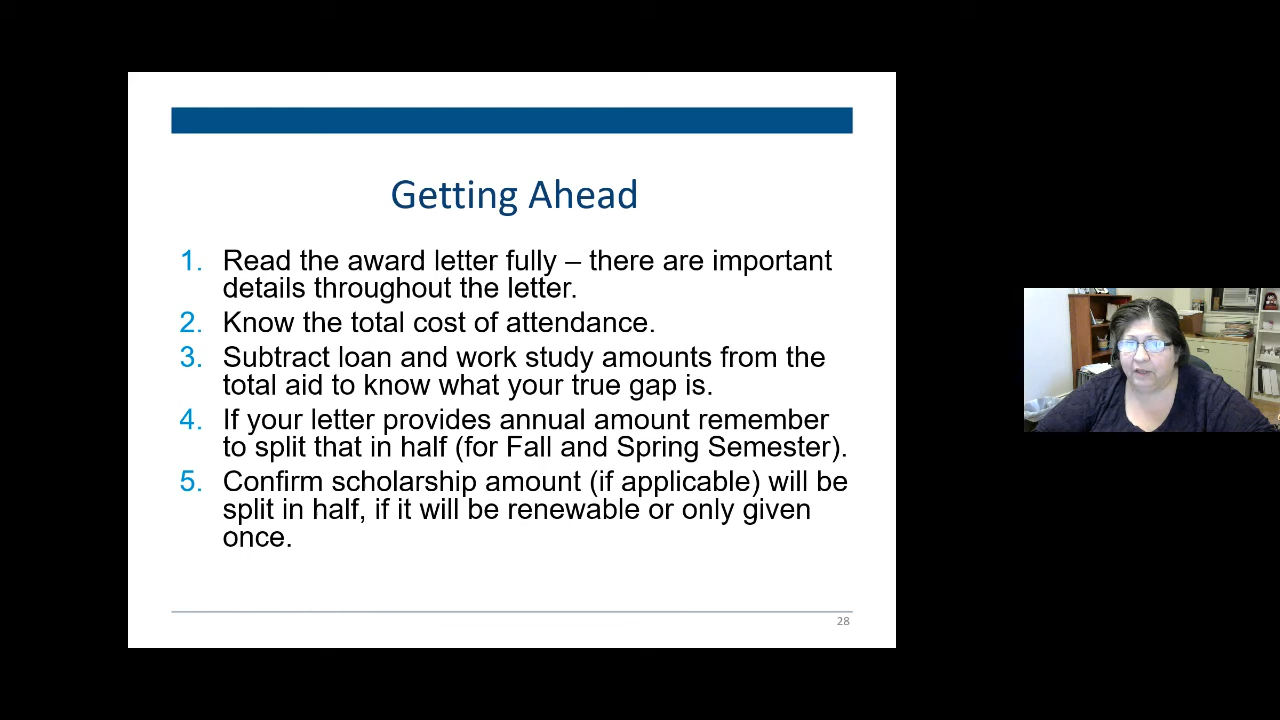 Getting Ahead
1. Read the award letter fully – there are important
details throughout the letter.
2. Know the total cost of attendance.
3. Subtract loan and work study amounts from the
total aid to know what your true gap is.
4. If your letter provides annual amount remember
to split that in half (for Fall and Spring Semester).
5. Confirm scholarship amount (if applicable) will be
split in half, if it will be renewable or only given
once.
28